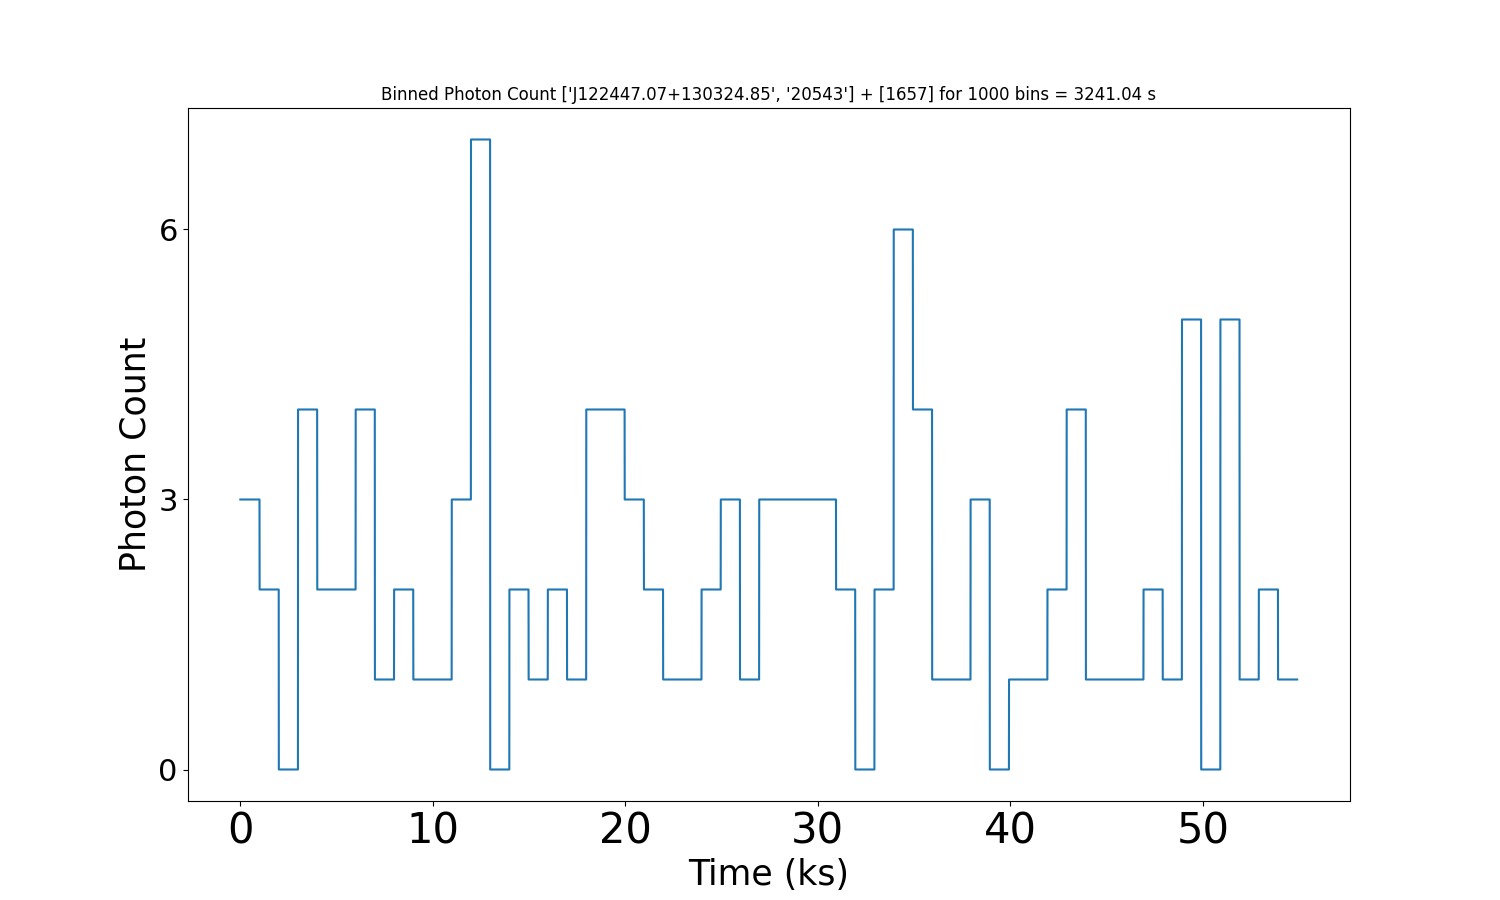 Binned Photon Count ['J122447.07+130324.85', '20543'] + [1657] for 1000 bins = 3241.04 s
6
3
0
Photon Count
0 10 20 30 40 50
Time (ks)